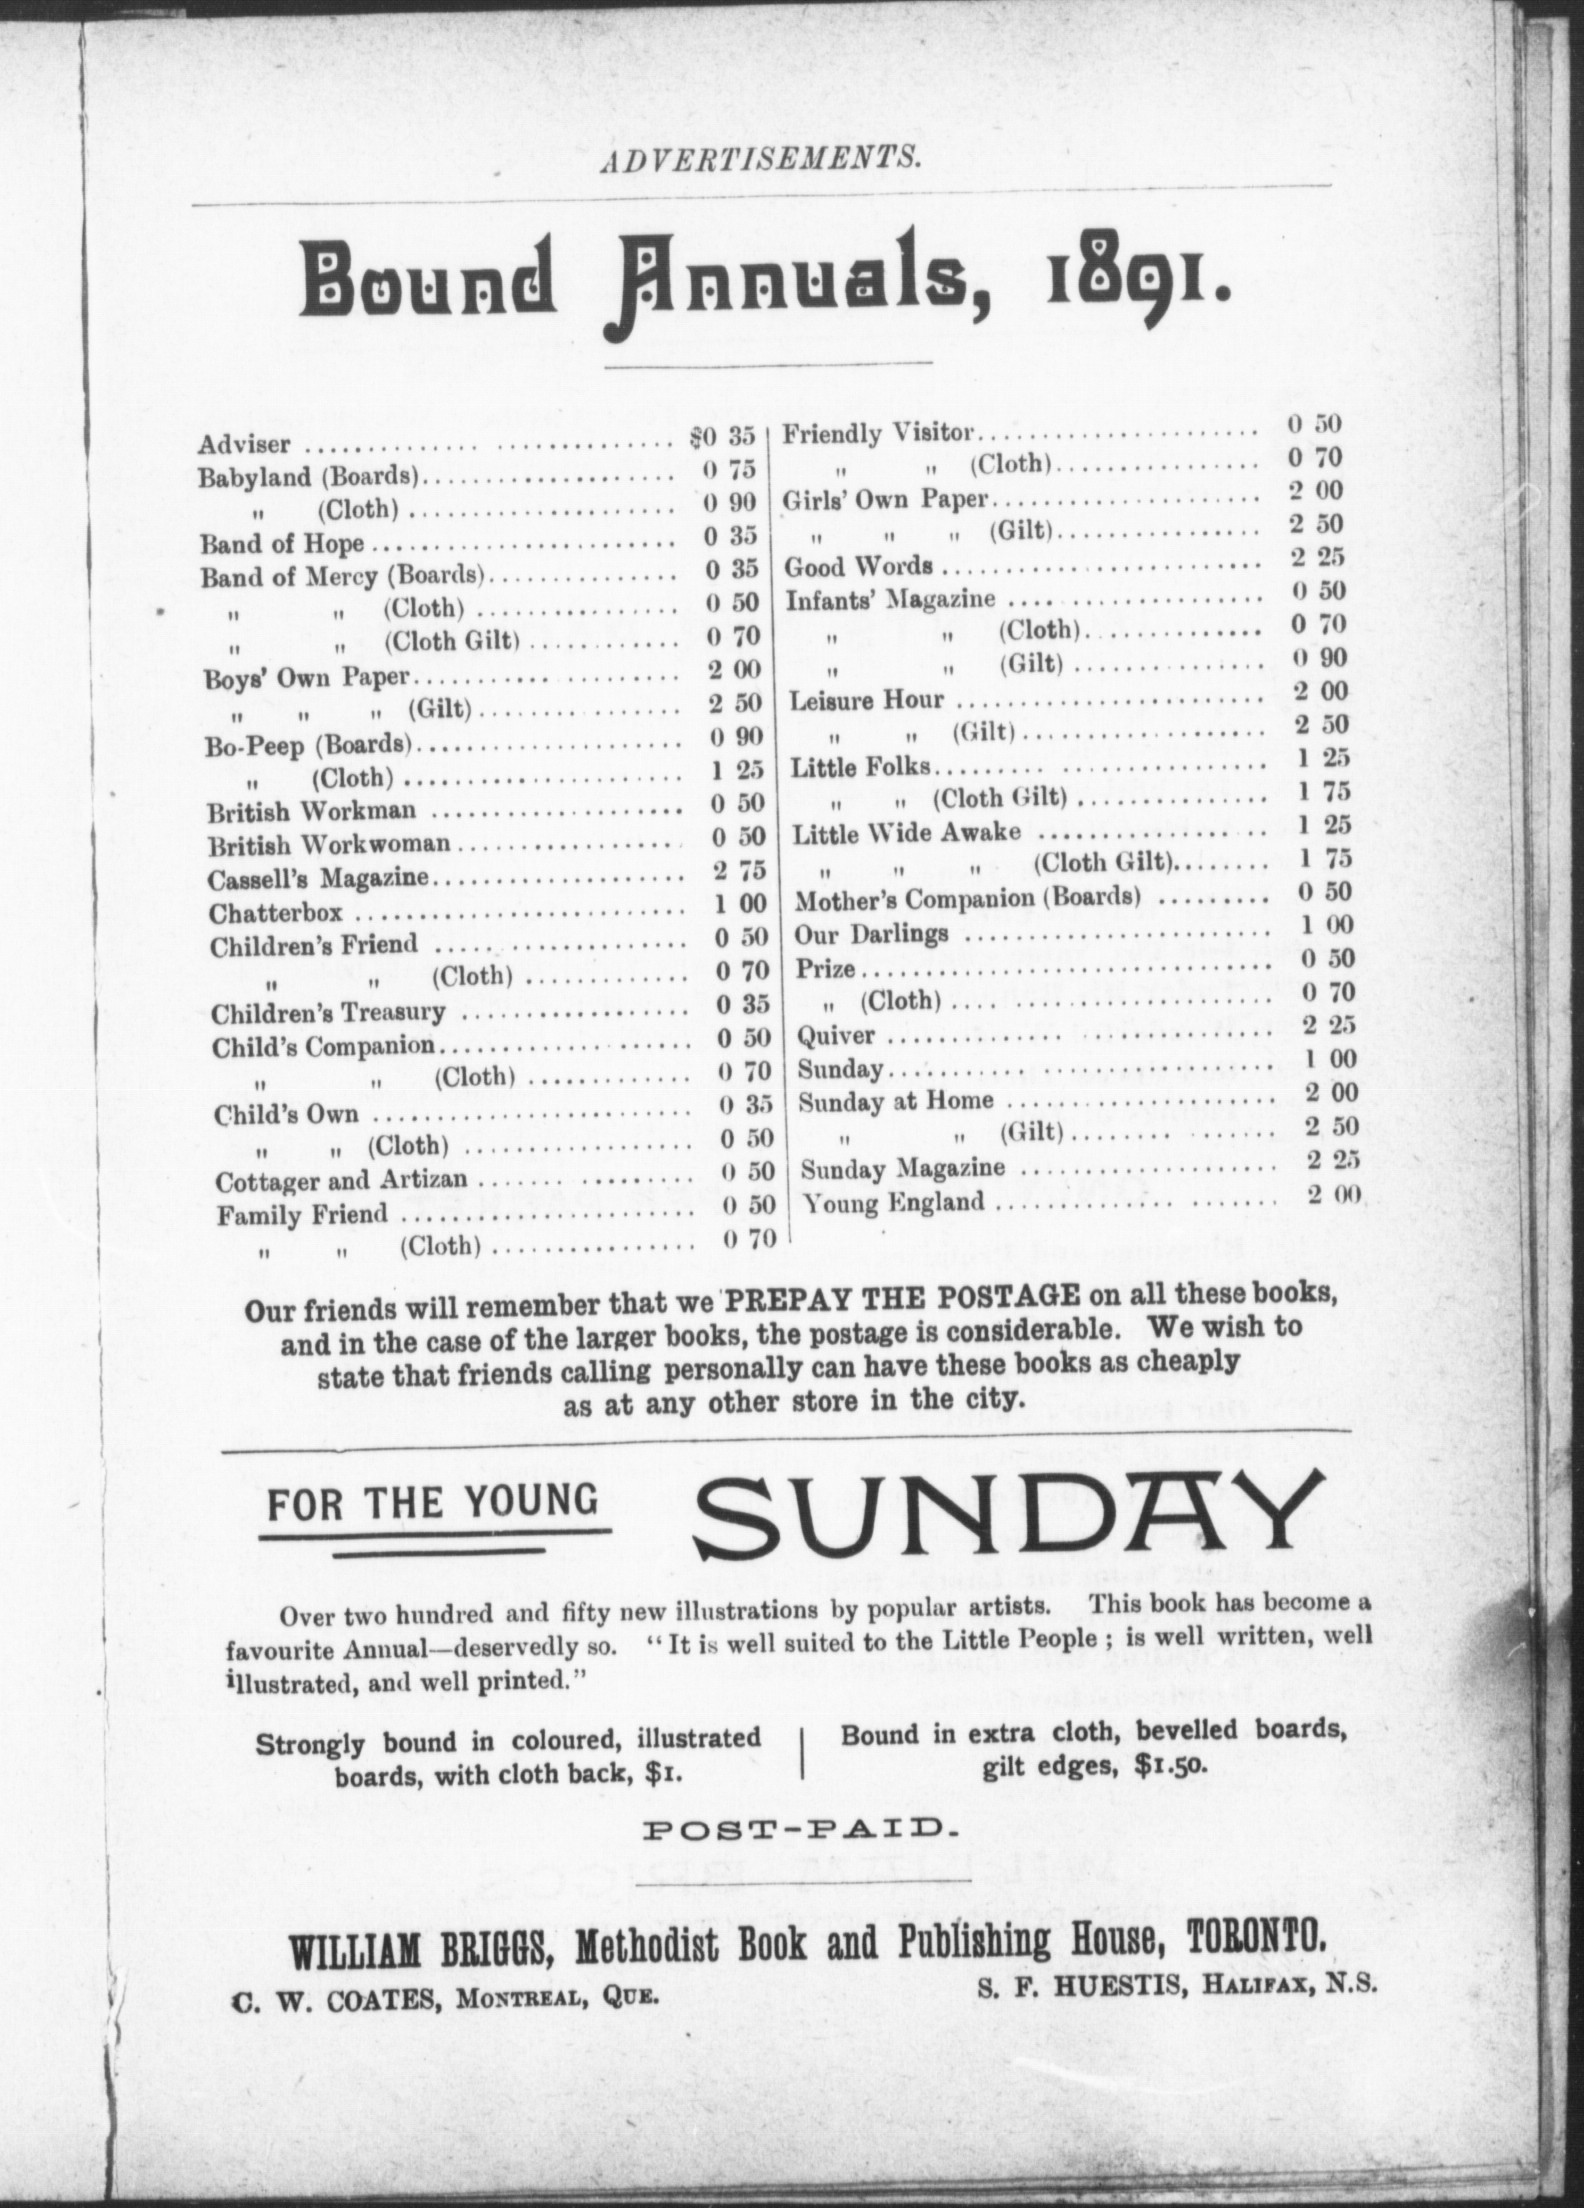 ADVERTISEMENTS.
Bound Annuals, 1891.
Adviser .............. .............. $0 35
Babyland (Boards).................... 0 75
" (Cloth) ...................... 0 90
Band of Hope ......................... 0 35
Band of Mercy (Boards)............... 0 35
" " (Cloth) ................ 0 50
" " (Cloth Gilt) ............ 0 70
Boys' Own Paper........... ......... 2 00
" " " (Gilt)................. 2 50
Bo-Peep (Boards)..................... 0 90
" (Cloth) ....................... 1 25
British Workman .................... 0 50
British Workwoman .................. 0 50
Cassell's Magazine.................... 2 75
Chatterbox ........................... 1 00
Children's Friend ..... .............. 0 50
" " (Cloth) ............. 0 70
Children's Treasury .................. 0 35
Child's Companion................... 0 50
" " (Cloth) ............. 0 70
Child's Own .......................... 0 35
" " (Cloth) .................. 0 50
Cottager and Artizan ....... ......... 0 50
Family Friend ........................ 0 50
" " (Cloth) ................ 0 70
Friendly Visitor....................... 0 50
" " (Cloth)................ 0 70
Girls' Own Paper...................... 2 00
" " " (Gilt)................ 2 50
Good Words .......................... 2 25
Infants' Magazine .... ................ 0 50
" " (Cloth).............. 0 70
" " (Gilt) ............... 0 90
Leisure Hour ......................... 2 00
" " (Gilt).................... 2 50
Little Folks......... ................. 1 25
" " (Cloth Gilt) ............... 1 75
Little Wide Awake .................. 1 25
" " " (Cloth Gilt)........ 1 75
Mother's Companion (Boards) ......... 0 50
Our Darlings ......................... 1 00
Prize................................. 0 50
" (Cloth) .... ..................... 0 70
Quiver .............. ............... 2 25
Sunday........... ................... 1 00
Sunday at Home ...................... 2 00
" " (Gilt)........ ....... 2 50
Sunday Magazine ..................... 2 25
Young England .............. ....... 2 00
Our friends will remember that we PREPAY THE POSTAGE on all these books,
and in the case of the larger books, the postage is considerable. We wish to
state that friends calling personally can have these books as cheaply
as at any other store in the city.
FOR THE YOUNG SUNDAY
Over two hundred and fifty new illustrations by popular artists. This book has become a
favourite Annual—deservedly so. "It is well suited to the Little People ; is well written, well
illustrated, and well printed."
Strongly bound in coloured, illustrated
boards, with cloth back, $1.
Bound in extra cloth, bevelled boards,
gilt edges, $1.50.
POST-PAID.
WILLIAM BRIGGS, Methodist Book and Publishing House, TORONTO.
C. W. COATES, MONTREAL, QUE. S. F. HUESTIS, HALIFAX, N.S.